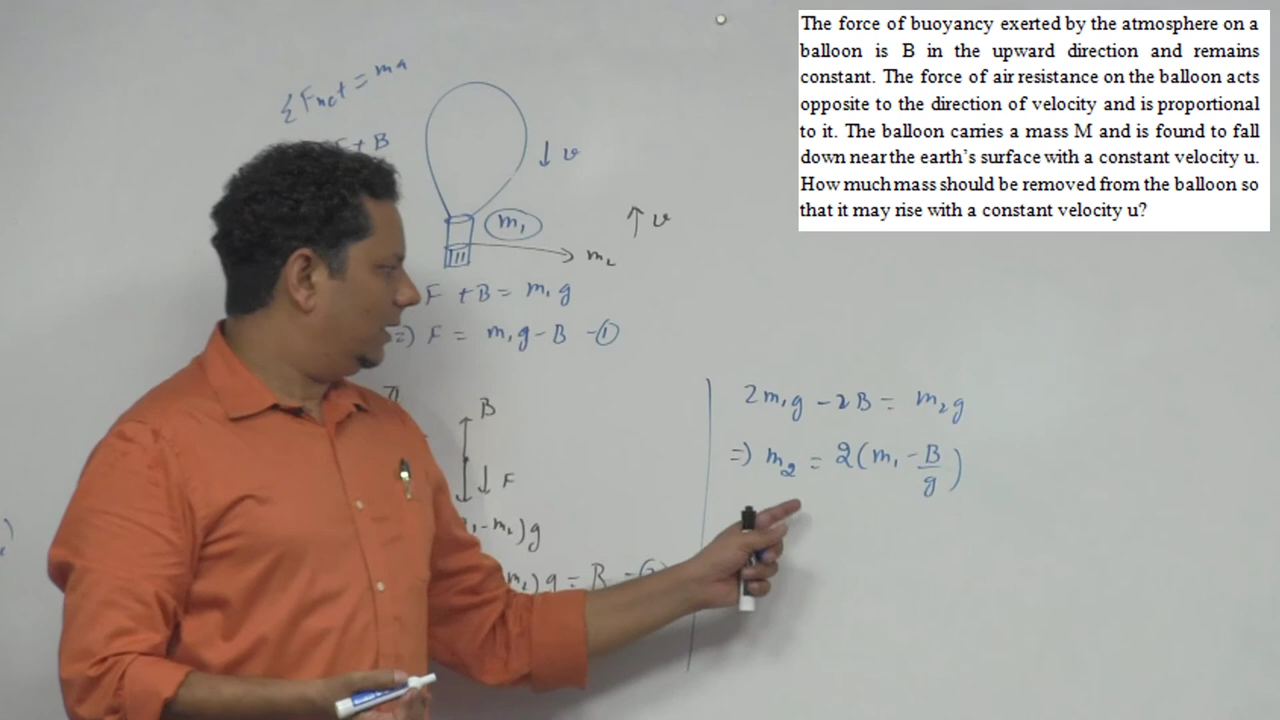 The force of buoyancy exerted by the atmosphere on a
balloon is B in the upward direction and remains
constant. The force of air resistance on the balloon acts
opposite to the direction of velocity and is proportional
to it. The balloon carries a mass M and is found to fall
down near the earth's surface with a constant velocity u.
How much mass should be removed from the balloon so
that it may rise with a constant velocity u?
ΣFnet = ma
+ B
↓ v
m₁
↑ v
m₂
F + B = m₁g
⇒) F = m₁g - B -①
B
↓ F
- m₂)g
m₂)g = B -②
2m₁g - 2B = m₂g
⇒) m₂ = 2(m₁ - B/g)